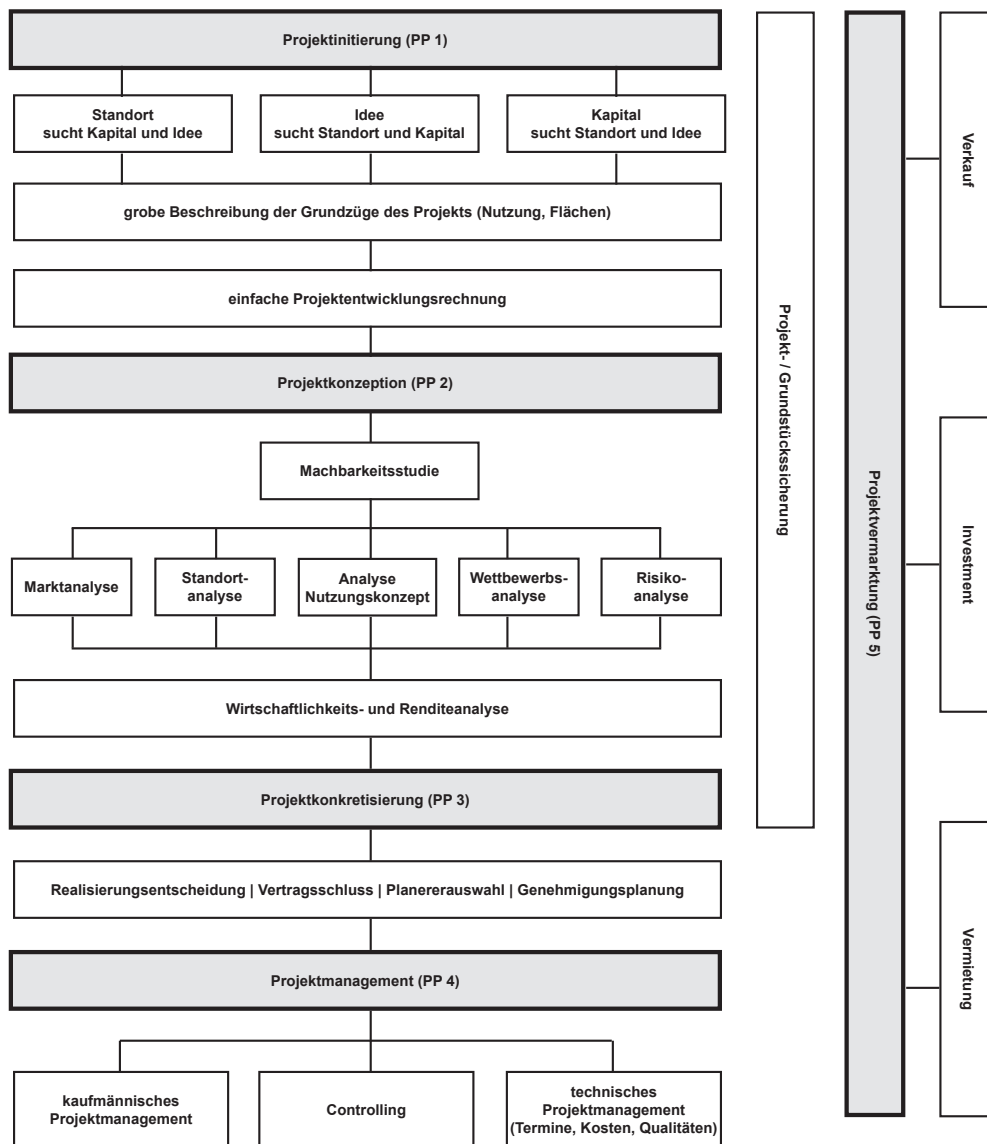 Projektinitierung (PP 1)
Standort
sucht Kapital und Idee
Idee
sucht Standort und Kapital
Kapital
sucht Standort und Idee
grobe Beschreibung der Grundzüge des Projekts (Nutzung, Flächen)
einfache Projektentwicklungsrechnung
Projektkonzeption (PP 2)
Machbarkeitsstudie
Marktanalyse
Standort-
analyse
Analyse
Nutzungskonzept
Wettbewerbs-
analyse
Risiko-
analyse
Wirtschaftlichkeits- und Renditeanalyse
Projektkonkretisierung (PP 3)
Realisierungsentscheidung | Vertragsschluss | Planererauswahl | Genehmigungsplanung
Projektmanagement (PP 4)
kaufmännisches
Projektmanagement
Controlling
technisches
Projektmanagement
(Termine, Kosten, Qualitäten)
Projekt- / Grundstückssicherung
Projektvermarktung (PP 5)
Verkauf
Investment
Vermietung